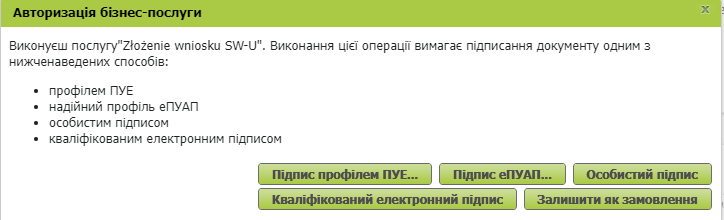 Авторизація бізнес-послуги
x
Виконуєш послугу"Złożenie wniosku SW-U". Виконання цієї операції вимагає підписання документу одним з
нижченаведених способів:
• профілем ПУЕ
• надійний профіль еПУАП
• особистим підписом
• кваліфікованим електронним підписом
Підпис профілем ПУЕ... Підпис еПУАП... Особистий підпис
Кваліфікований електронний підпис Залишити як замовлення